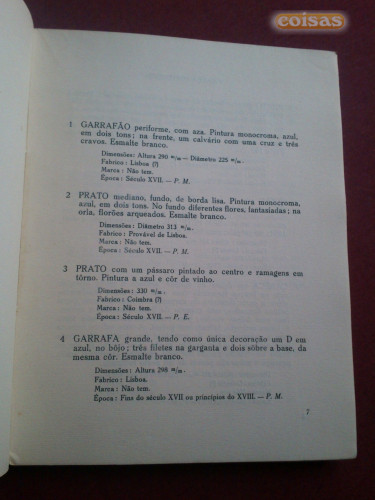 coisas
1 GARRAFÃO periforme, com aza. Pintura monocroma, azul,
em dois tons; na frente, um calvário com uma cruz e três
cravos. Esmalte branco.
Dimensões: Altura 290 m/m — Diâmetro 225 m/m.
Fabrico: Lisboa (?)
Marca: Não tem.
Época: Século XVII. — P. M.
2 PRATO mediano, fundo, de borda lisa. Pintura monocroma,
azul, em dois tons. No fundo diferentes flores, fantasiadas; na
orla, florões arqueados. Esmalte branco.
Dimensões: Diâmetro 313 m/m.
Fabrico: Provável de Lisboa.
Marca: Não tem.
Época: Século XVII. — P. M.
3 PRATO com um pássaro pintado ao centro e ramagens em
tôrno. Pintura a azul e côr de vinho.
Dimensões: 330 m/m.
Fabrico: Coimbra (?)
Marca: Não tem.
Época: Século XVII. — P. E.
4 GARRAFA grande, tendo como única decoração um D em
azul, no bôjo; três filetes na garganta e dois sôbre a base, da
mesma côr. Esmalte branco.
Dimensões: Altura 298 m/m.
Fabrico: Lisboa.
Marca: Não tem.
Época: Fins do século XVII os princípios do XVIII. — P. M.
7